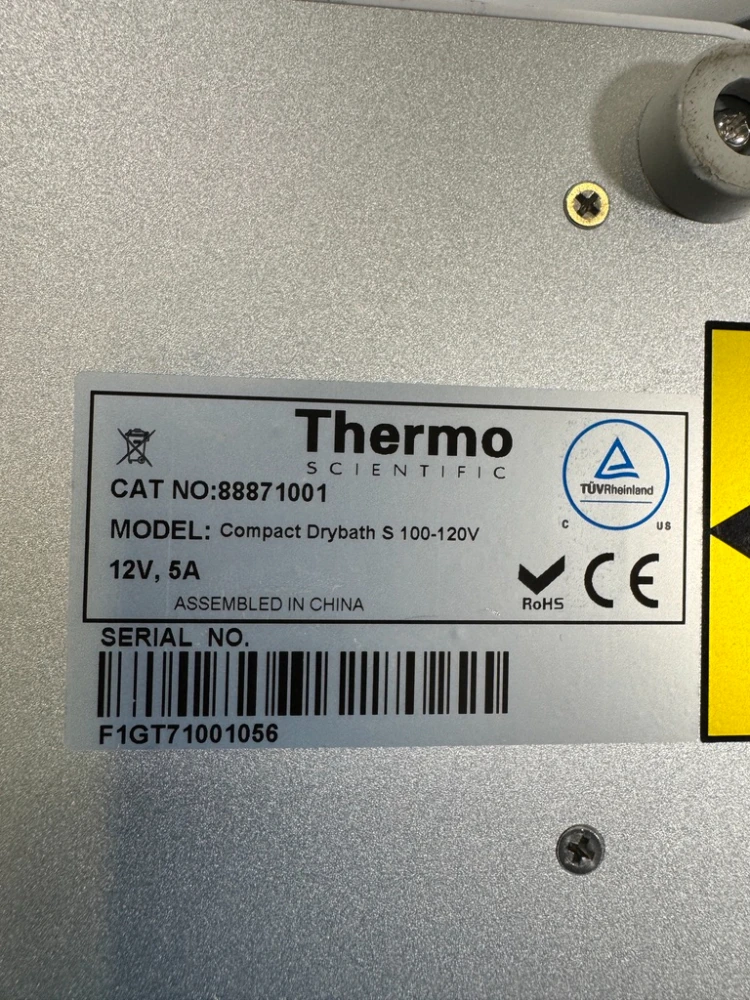 Thermo
SCIENTIFIC
CAT NO:88871001
MODEL: Compact Drybath S 100-120V
12V, 5A
ASSEMBLED IN CHINA
TÜVRheinland
C US
RoHS
CE
SERIAL NO.
F1GT71001056